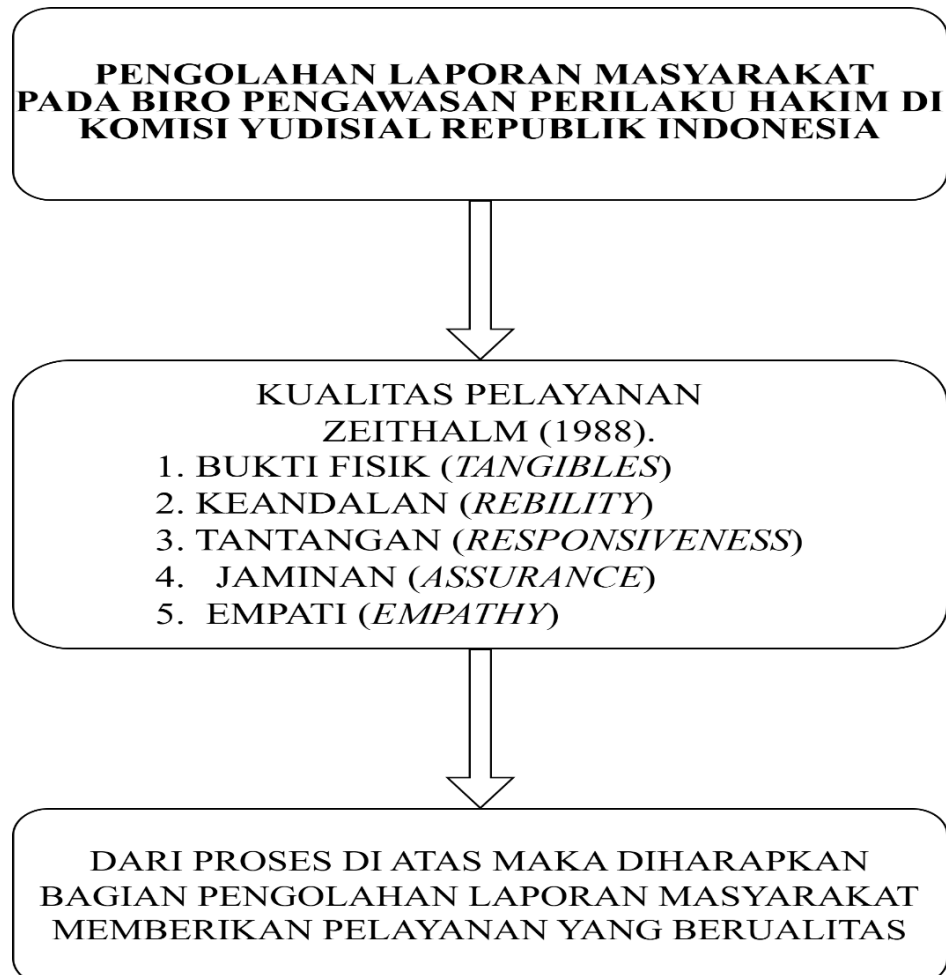 PENGOLAHAN LAPORAN MASYARAKAT
PADA BIRO PENGAWASAN PERILAKU HAKIM DI
KOMISI YUDISIAL REPUBLIK INDONESIA
KUALITAS PELAYANAN
ZEITHALM (1988).
1. BUKTI FISIK (TANGIBLES)
2. KEANDALAN (REBILITY)
3. TANTANGAN (RESPONSIVENESS)
4. JAMINAN (ASSURANCE)
5. EMPATI (EMPATHY)
DARI PROSES DI ATAS MAKA DIHARAPKAN
BAGIAN PENGOLAHAN LAPORAN MASYARAKAT
MEMBERIKAN PELAYANAN YANG BERUALITAS